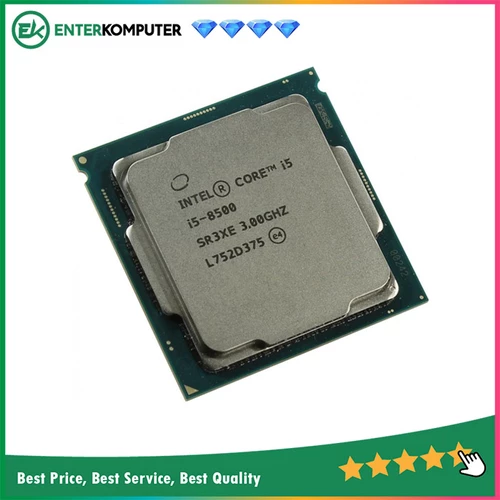 EK ENTERKOMPUTER
INTEL® CORE™ i5
i5-8500
SR3XE 3.00GHZ
L752D375 e4
Best Price, Best Service, Best Quality